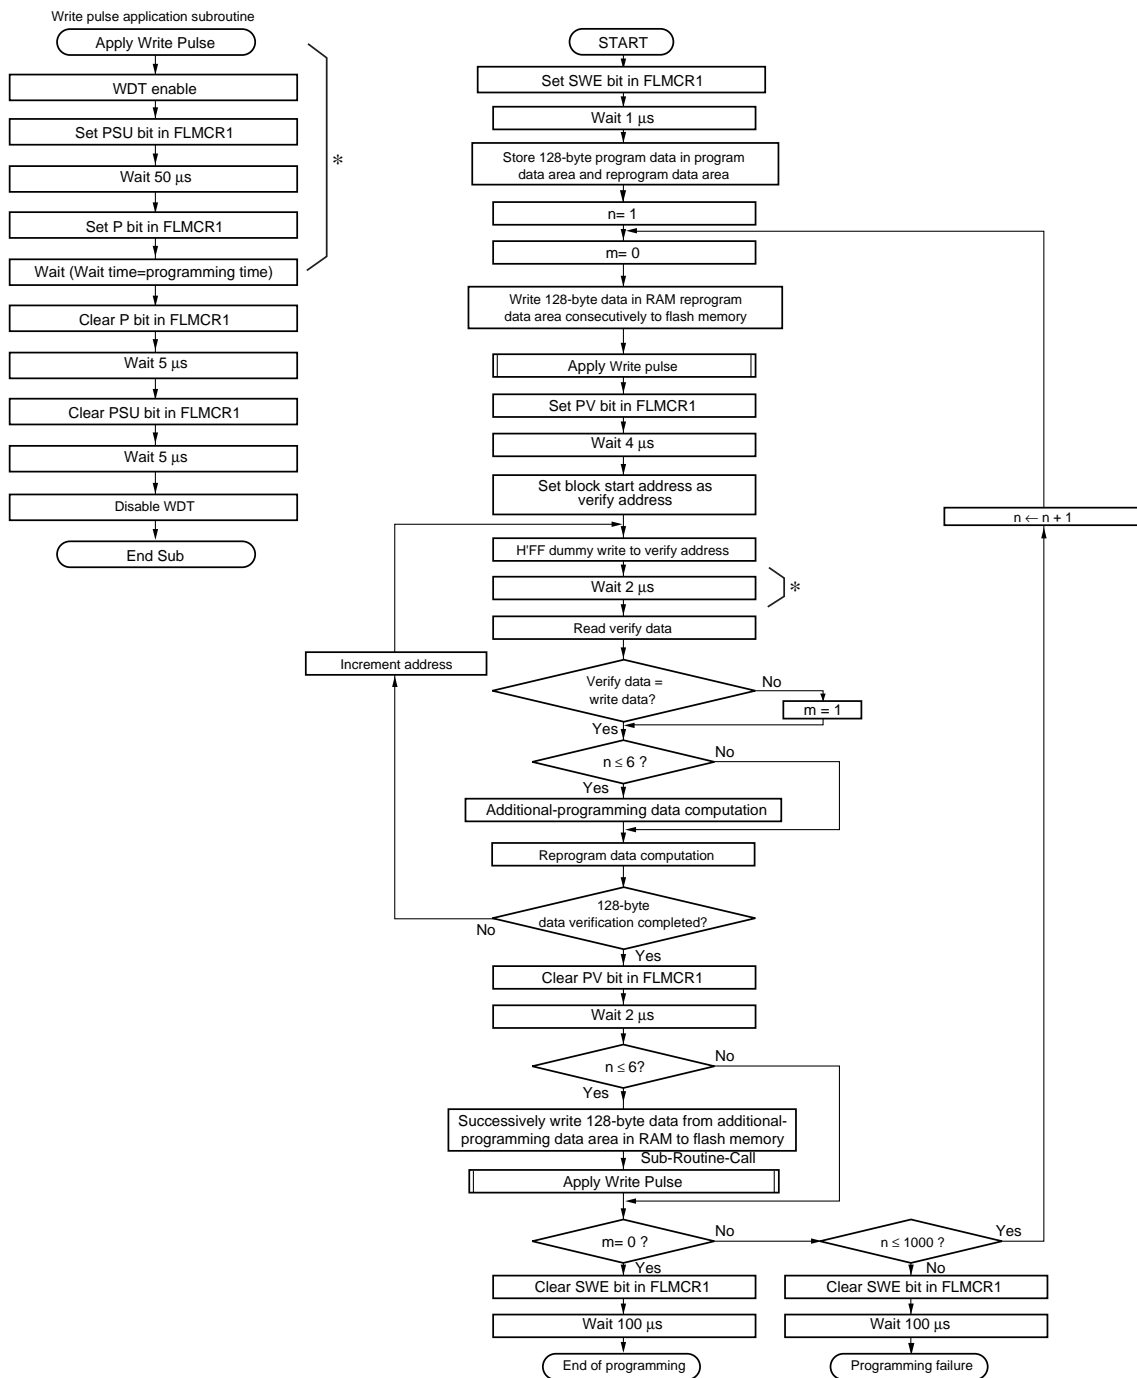 Write pulse application subroutine
Apply Write Pulse
WDT enable
Set PSU bit in FLMCR1
Wait 50 µs
Set P bit in FLMCR1
Wait (Wait time=programming time)
Clear P bit in FLMCR1
Wait 5 µs
Clear PSU bit in FLMCR1
Wait 5 µs
Disable WDT
End Sub
*
START
Set SWE bit in FLMCR1
Wait 1 µs
Store 128-byte program data in program
data area and reprogram data area
n= 1
m= 0
Write 128-byte data in RAM reprogram
data area consecutively to flash memory
Apply Write pulse
Set PV bit in FLMCR1
Wait 4 µs
Set block start address as
verify address
n ← n + 1
H'FF dummy write to verify address
Wait 2 µs
*
Read verify data
Increment address
Verify data =
write data?
No
m = 1
Yes
n ≤ 6 ?
No
Yes
Additional-programming data computation
Reprogram data computation
128-byte
data verification completed?
No
Yes
Clear PV bit in FLMCR1
Wait 2 µs
n ≤ 6?
No
Yes
Successively write 128-byte data from additional-
programming data area in RAM to flash memory
Sub-Routine-Call
Apply Write Pulse
m= 0 ?
No
n ≤ 1000 ?
Yes
Yes
No
Clear SWE bit in FLMCR1
Clear SWE bit in FLMCR1
Wait 100 µs
Wait 100 µs
End of programming
Programming failure